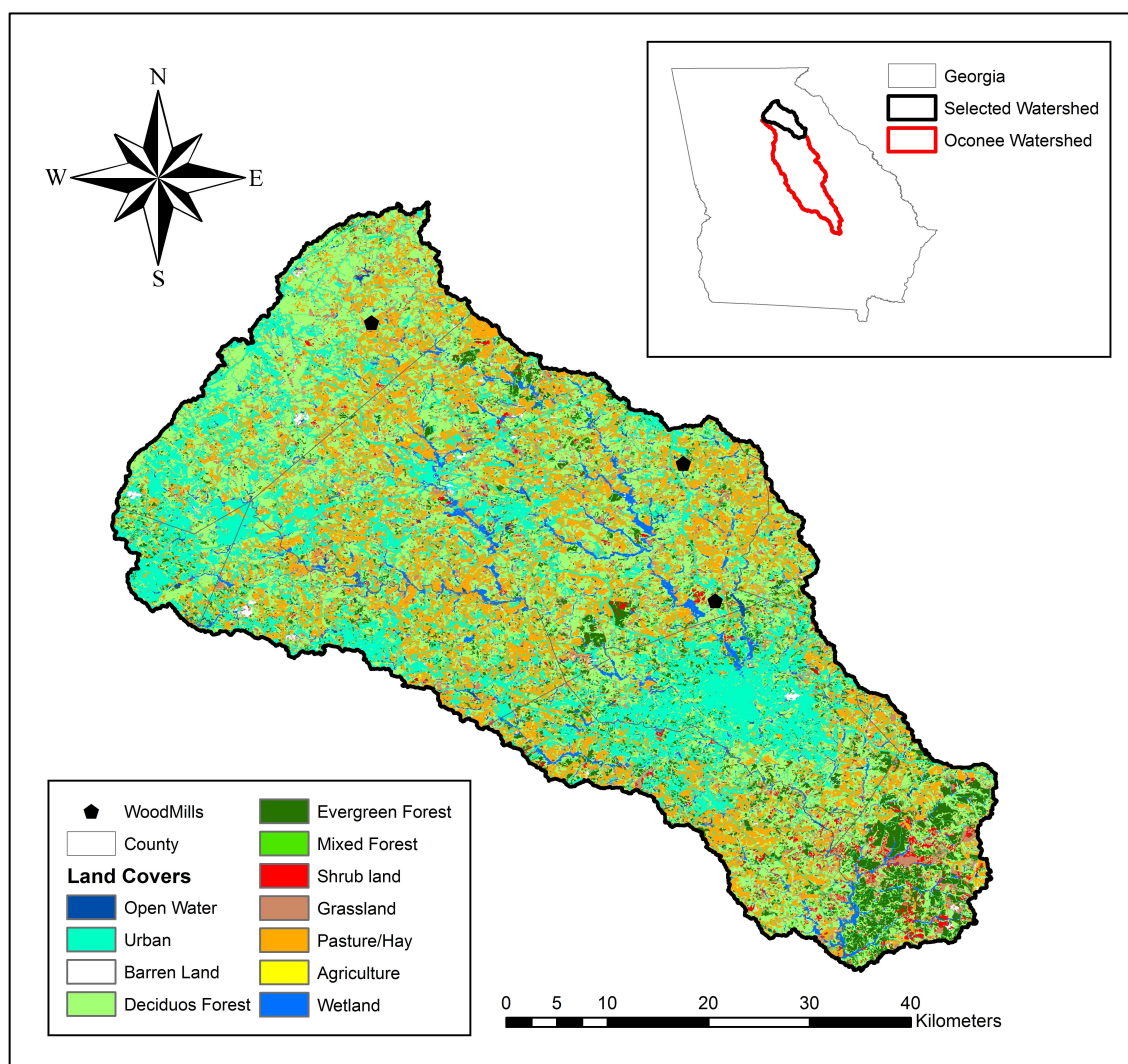 N
W
E
S
Georgia
Selected Watershed
Oconee Watershed
WoodMills
County
Land Covers
Open Water
Urban
Barren Land
Deciduos Forest
Evergreen Forest
Mixed Forest
Shrub land
Grassland
Pasture/Hay
Agriculture
Wetland
0 5 10 20 30 40
Kilometers